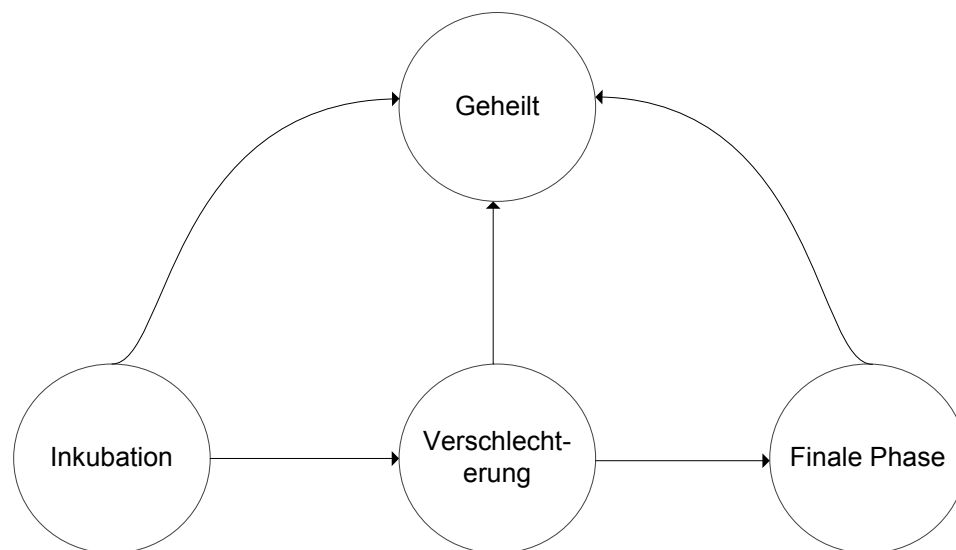 Geheilt
Inkubation
Verschlecht-
erung
Finale Phase